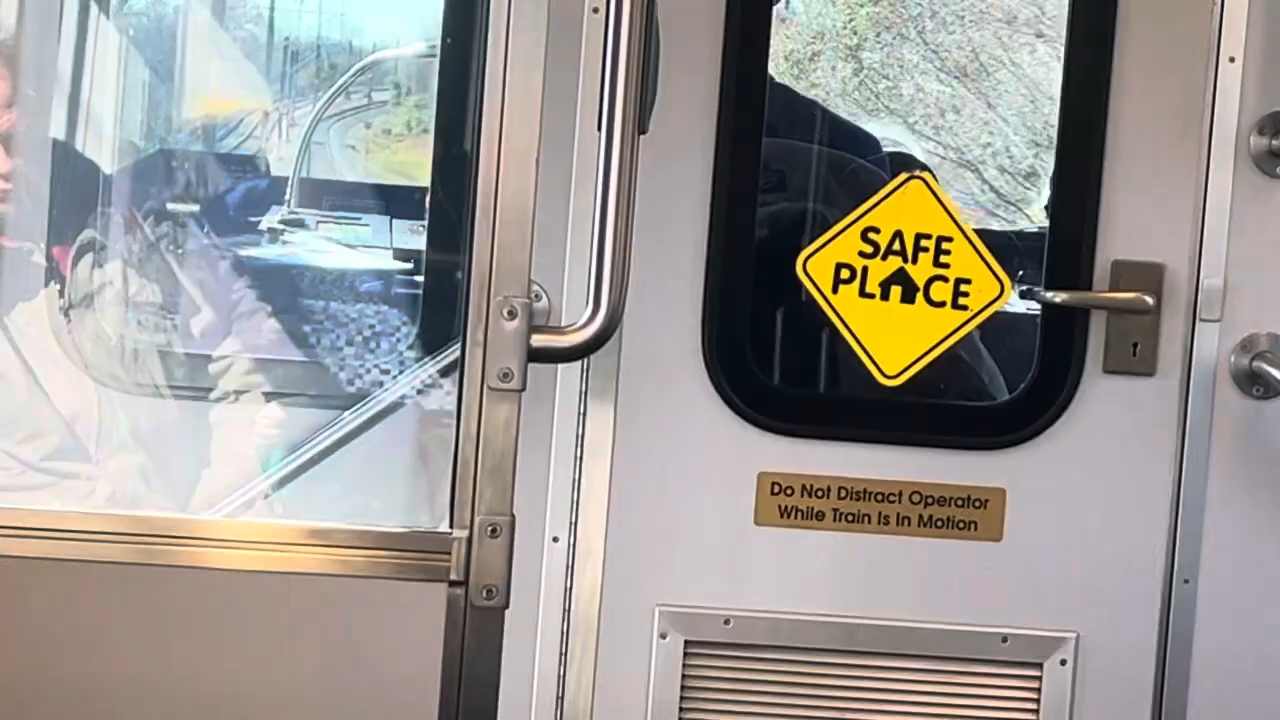 SAFE
PLACE
Do Not Distract Operator
While Train Is In Motion